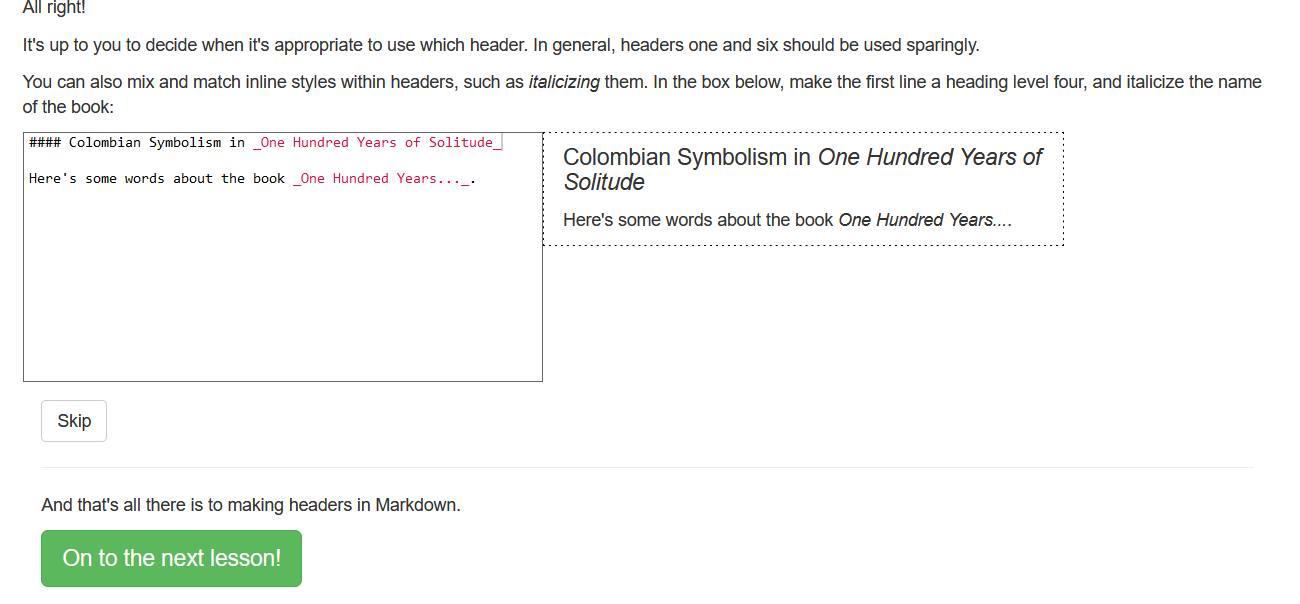 All right!
It's up to you to decide when it's appropriate to use which header. In general, headers one and six should be used sparingly.
You can also mix and match inline styles within headers, such as italicizing them. In the box below, make the first line a heading level four, and italicize the name
of the book:
#### Colombian Symbolism in _One Hundred Years of Solitude_
Here's some words about the book _One Hundred Years..._.
Colombian Symbolism in One Hundred Years of
Solitude
Here's some words about the book One Hundred Years....
Skip
And that's all there is to making headers in Markdown.
On to the next lesson!